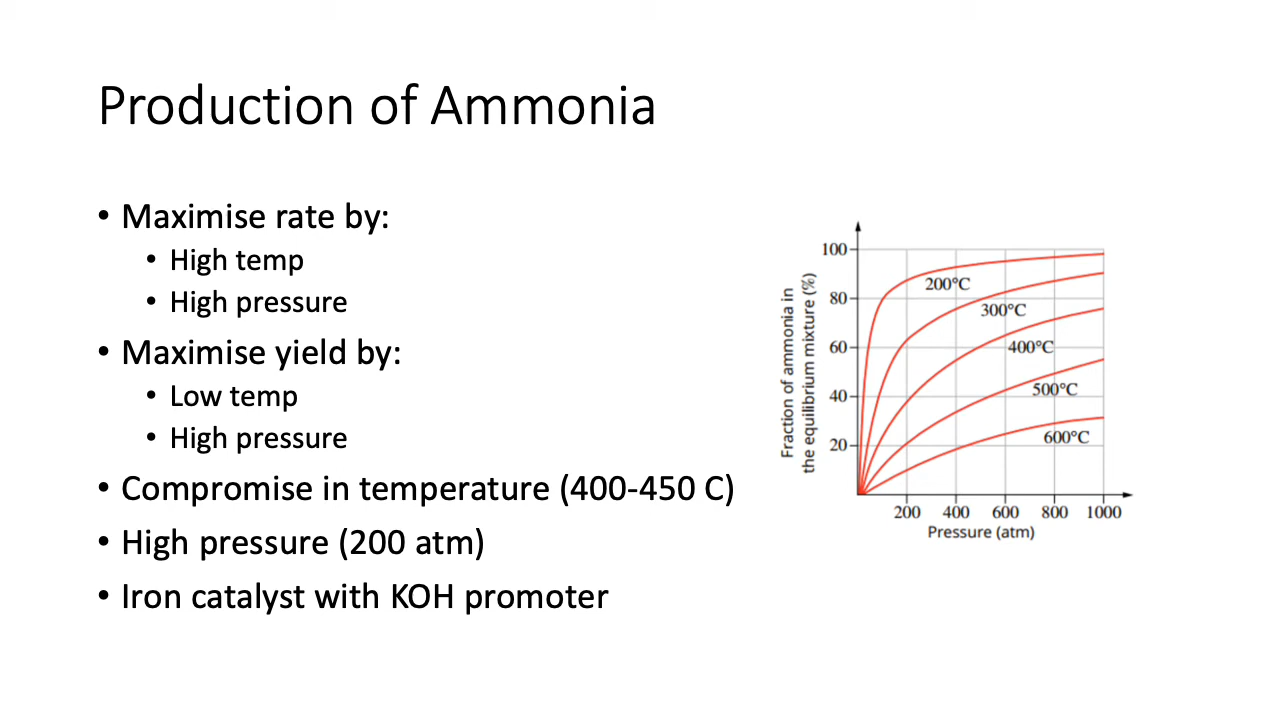 Production of Ammonia
• Maximise rate by:
• High temp
• High pressure
• Maximise yield by:
• Low temp
• High pressure
• Compromise in temperature (400-450 C)
• High pressure (200 atm)
• Iron catalyst with KOH promoter
Fraction of ammonia in
the equilibrium mixture (%)
100
80
60
40
20
200°C
300°C
400°C
500°C
600°C
200 400 600 800 1000
Pressure (atm)